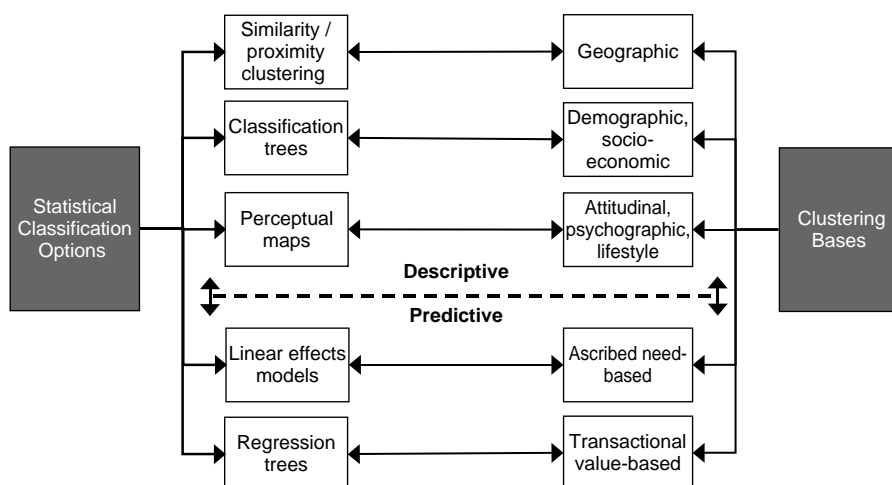 Similarity /
proximity
clustering
Geographic
Classification
trees
Demographic,
socio-
economic
Statistical
Classification
Options
Perceptual
maps
Attitudinal,
psychographic,
lifestyle
Clustering
Bases
Descriptive
Predictive
Linear effects
models
Ascribed need-
based
Regression
trees
Transactional
value-based